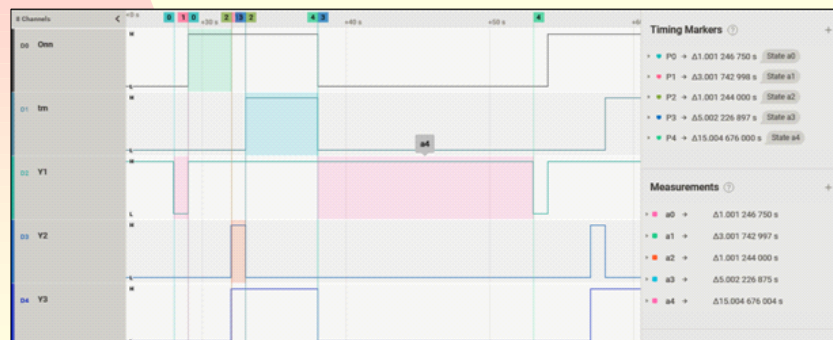 8 Channels
+0 s
+30 s
+40 s
+50 s
0 1 0 2 3 2 4 3 4
D0 Onn
D1 tm
D2 Y1
D3 Y2
D4 Y3
H
L
H
L
H
L
H
L
H
a4
Timing Markers
P0 → Δ1.001 246 750 s State a0
P1 → Δ3.001 742 998 s State a1
P2 → Δ1.001 244 000 s State a2
P3 → Δ5.002 226 897 s State a3
P4 → Δ15.004 676 000 s State a4
Measurements
a0 → Δ1.001 246 750 s
a1 → Δ3.001 742 997 s
a2 → Δ1.001 244 000 s
a3 → Δ5.002 226 875 s
a4 → Δ15.004 676 004 s